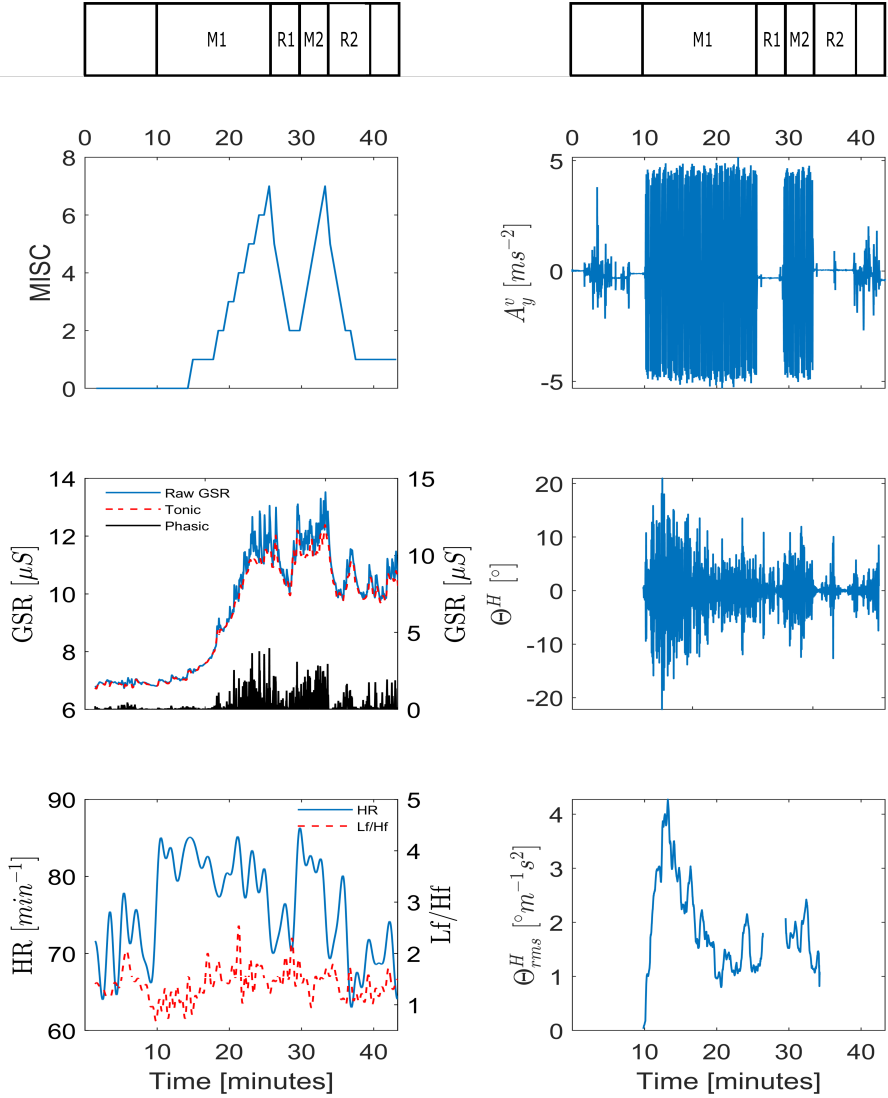 M1 R1 M2 R2
M1 R1 M2 R2
0 10 20 30 40
0 10 20 30 40
8
6
4
2
0
MISC
5
0
-5
A_y^v [ms^{-2}]
14
12
10
8
6
GSR [μS]
Raw GSR
Tonic
Phasic
15
10
5
0
GSR [μS]
20
10
0
-10
-20
Θ^H [°]
90
80
70
60
HR [min^{-1}]
HR
Lf/Hf
5
4
3
2
1
Lf/Hf
10 20 30 40
Time [minutes]
4
3
2
1
0
Θ^H_{rms} [°m^{-1}s^2]
10 20 30 40
Time [minutes]